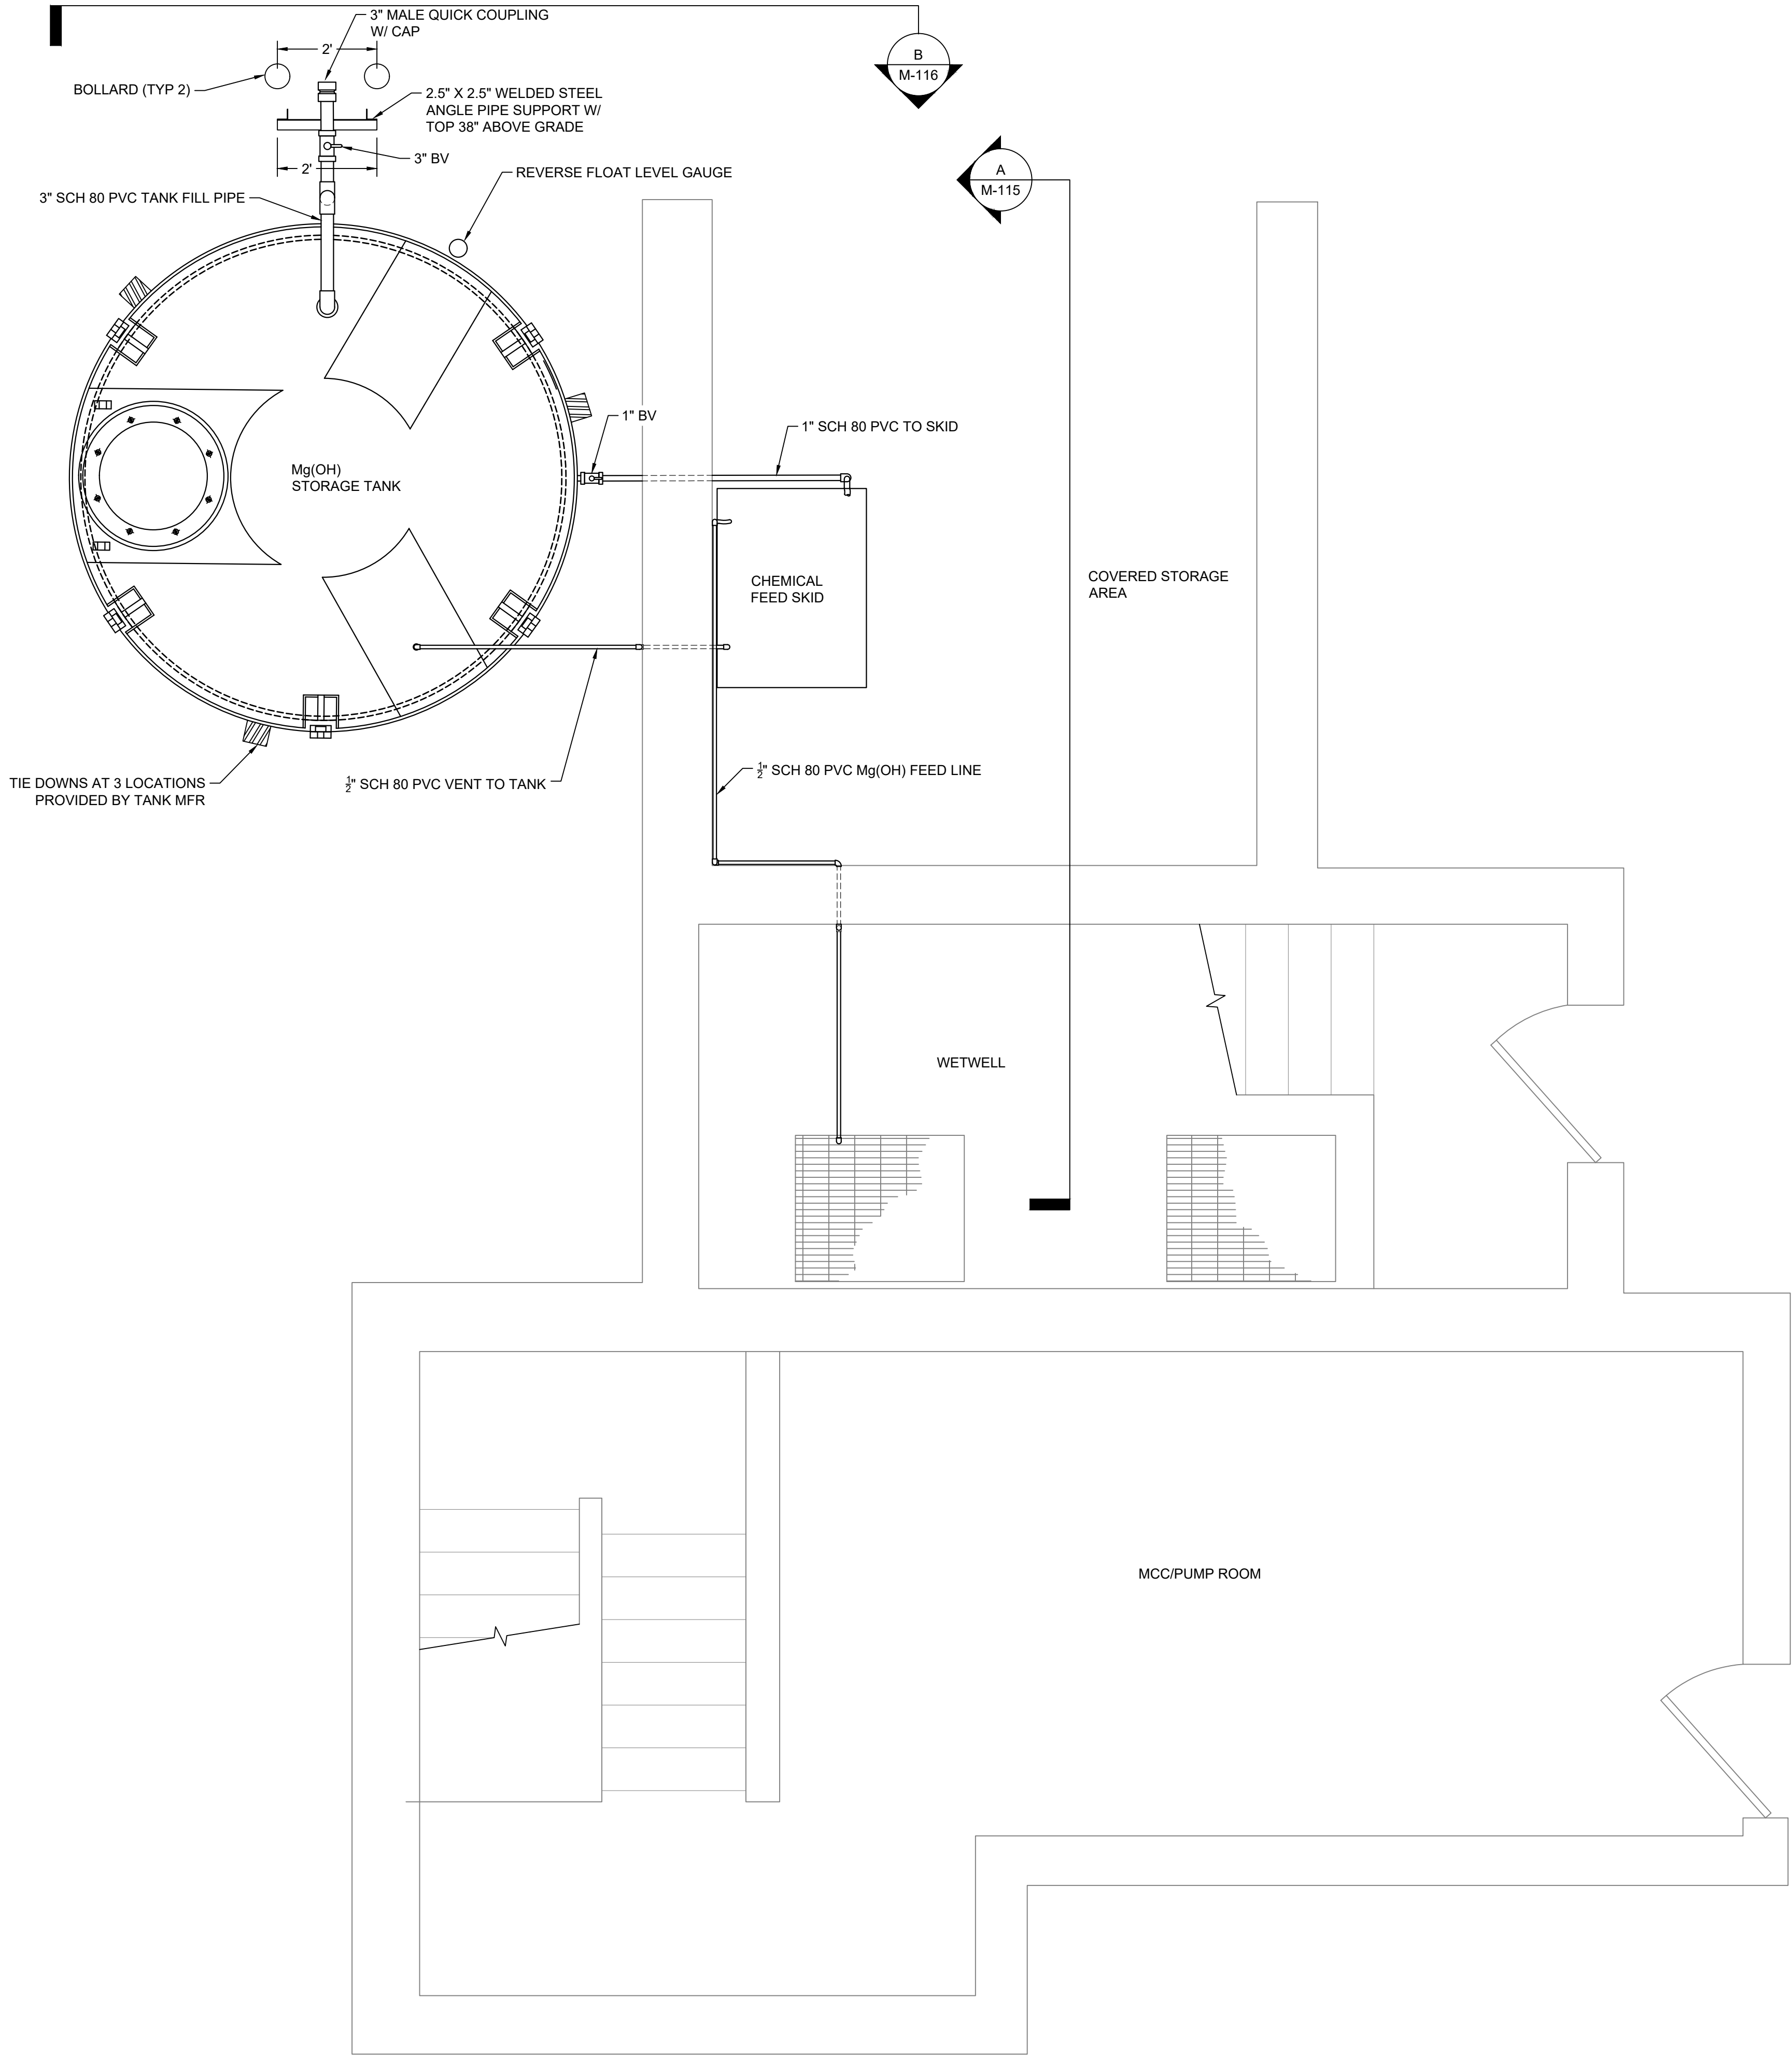 3" MALE QUICK COUPLING
W/ CAP
2'
B
M-116
BOLLARD (TYP 2)
2.5" X 2.5" WELDED STEEL
ANGLE PIPE SUPPORT W/
TOP 38" ABOVE GRADE
3" BV
2'
REVERSE FLOAT LEVEL GAUGE
A
M-115
3" SCH 80 PVC TANK FILL PIPE
1" BV
1" SCH 80 PVC TO SKID
Mg(OH)
STORAGE TANK
CHEMICAL
FEED SKID
COVERED STORAGE
AREA
TIE DOWNS AT 3 LOCATIONS
PROVIDED BY TANK MFR
½" SCH 80 PVC VENT TO TANK
½" SCH 80 PVC Mg(OH) FEED LINE
WETWELL
MCC/PUMP ROOM